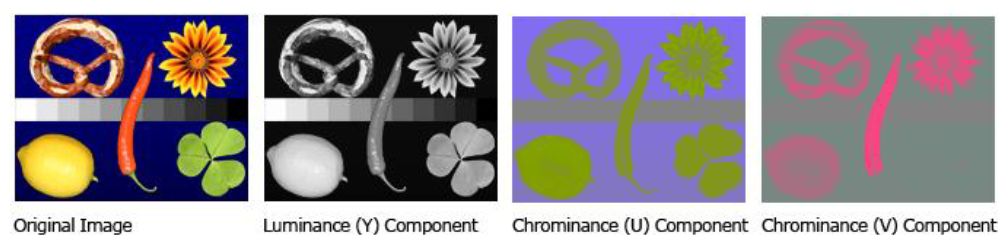 Original Image
Luminance (Y) Component
Chrominance (U) Component
Chrominance (V) Component